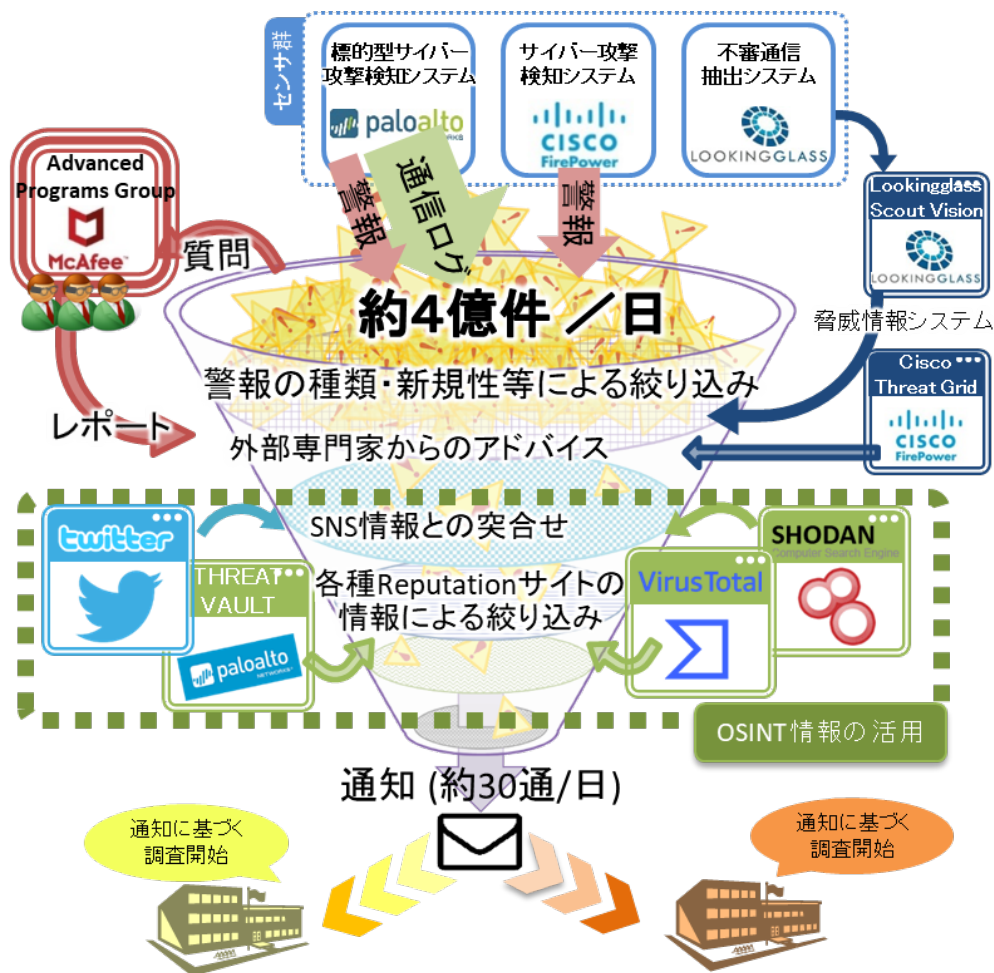 センサ群
標的型サイバー
攻撃検知システム
paloalto
サイバー攻撃
検知システム
CISCO
FirePower
不審通信
抽出システム
LOOKINGGLASS
Advanced
Programs Group
McAfee™
質問
レポート
警報
通信ログ
警報
Lookingglass
Scout Vision
LOOKINGGLASS
脅威情報システム
Cisco
Threat Grid
CISCO
FirePower
約4億件／日
警報の種類・新規性等による絞り込み
外部専門家からのアドバイス
twitter
SNS情報との突合せ
SHODAN
Computer Search Engine
THREAT
VAULT
paloalto
NETWORKS
各種Reputationサイトの
情報による絞り込み
VirusTotal
OSINT情報の活用
通知 (約30通/日)
通知に基づく
調査開始
通知に基づく
調査開始